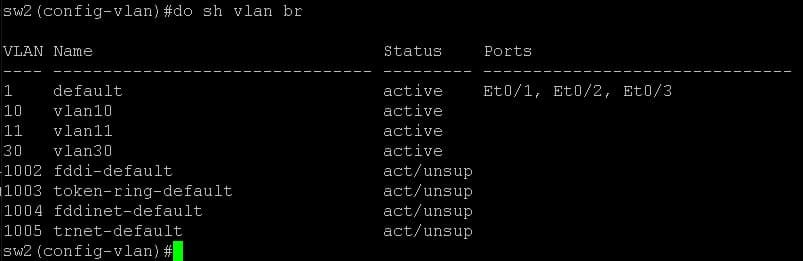 sw2(config-vlan)#do sh vlan br
VLAN Name                             Status    Ports
---- -------------------------------- --------- -------------------------------
1    default                          active    Et0/1, Et0/2, Et0/3
10   vlan10                           active
11   vlan11                           active
30   vlan30                           active
1002 fddi-default                     act/unsup
1003 token-ring-default               act/unsup
1004 fddinet-default                  act/unsup
1005 trnet-default                    act/unsup
sw2(config-vlan)#